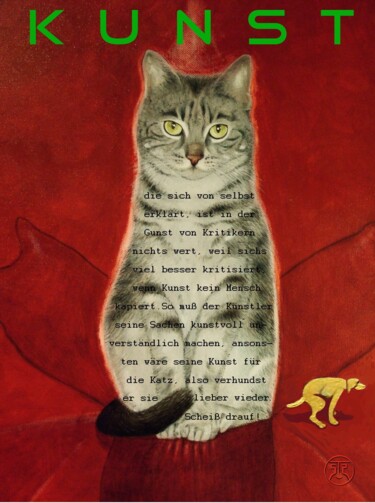 KUNST
die sich von selbst
erklärt, ist in der
Gunst von Kritikern
nichts wert, weil sichs
viel besser kritisiert
wenn Kunst kein Mensch
kapiert.So muß der Künstler
seine Sachen kunstvoll un-
verständlich machen, ansons-
ten wäre seine Kunst für
die Katz, also verhundst
er sie lieber wieder.
Scheiß drauf!